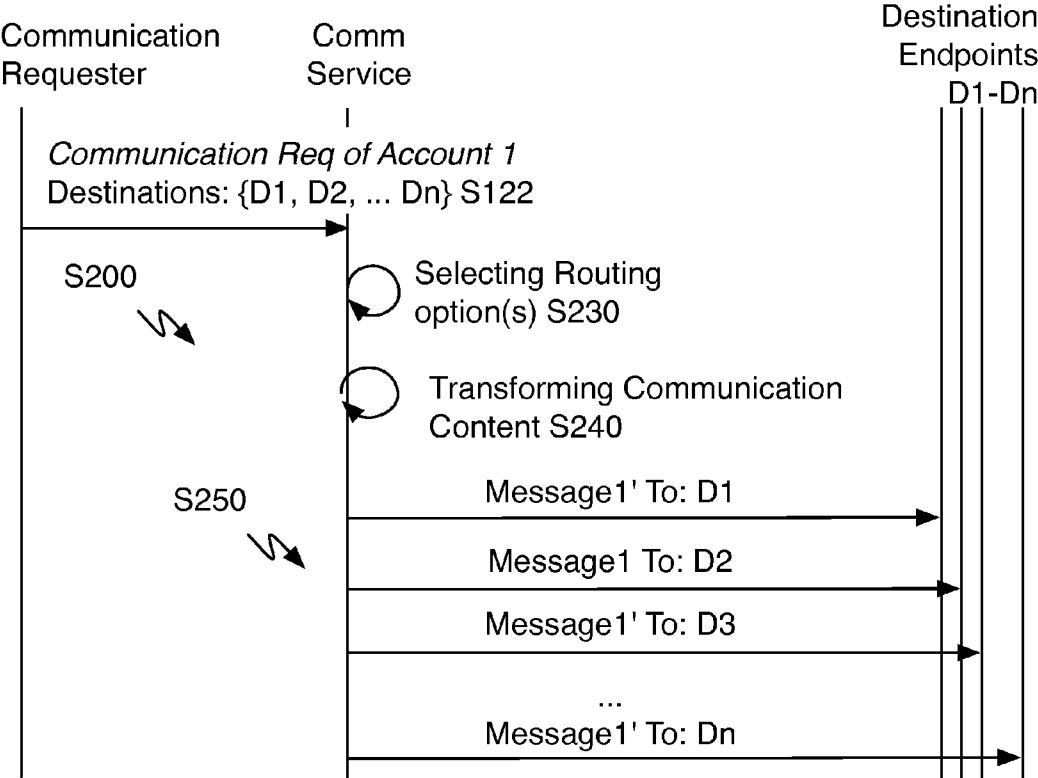 Communication
Requester
Comm
Service
Destination
Endpoints
D1-Dn
Communication Req of Account 1
Destinations: {D1, D2, ... Dn} S122
S200
Selecting Routing
option(s) S230
Transforming Communication
Content S240
S250
Message1' To: D1
Message1 To: D2
Message1' To: D3
...
Message1' To: Dn